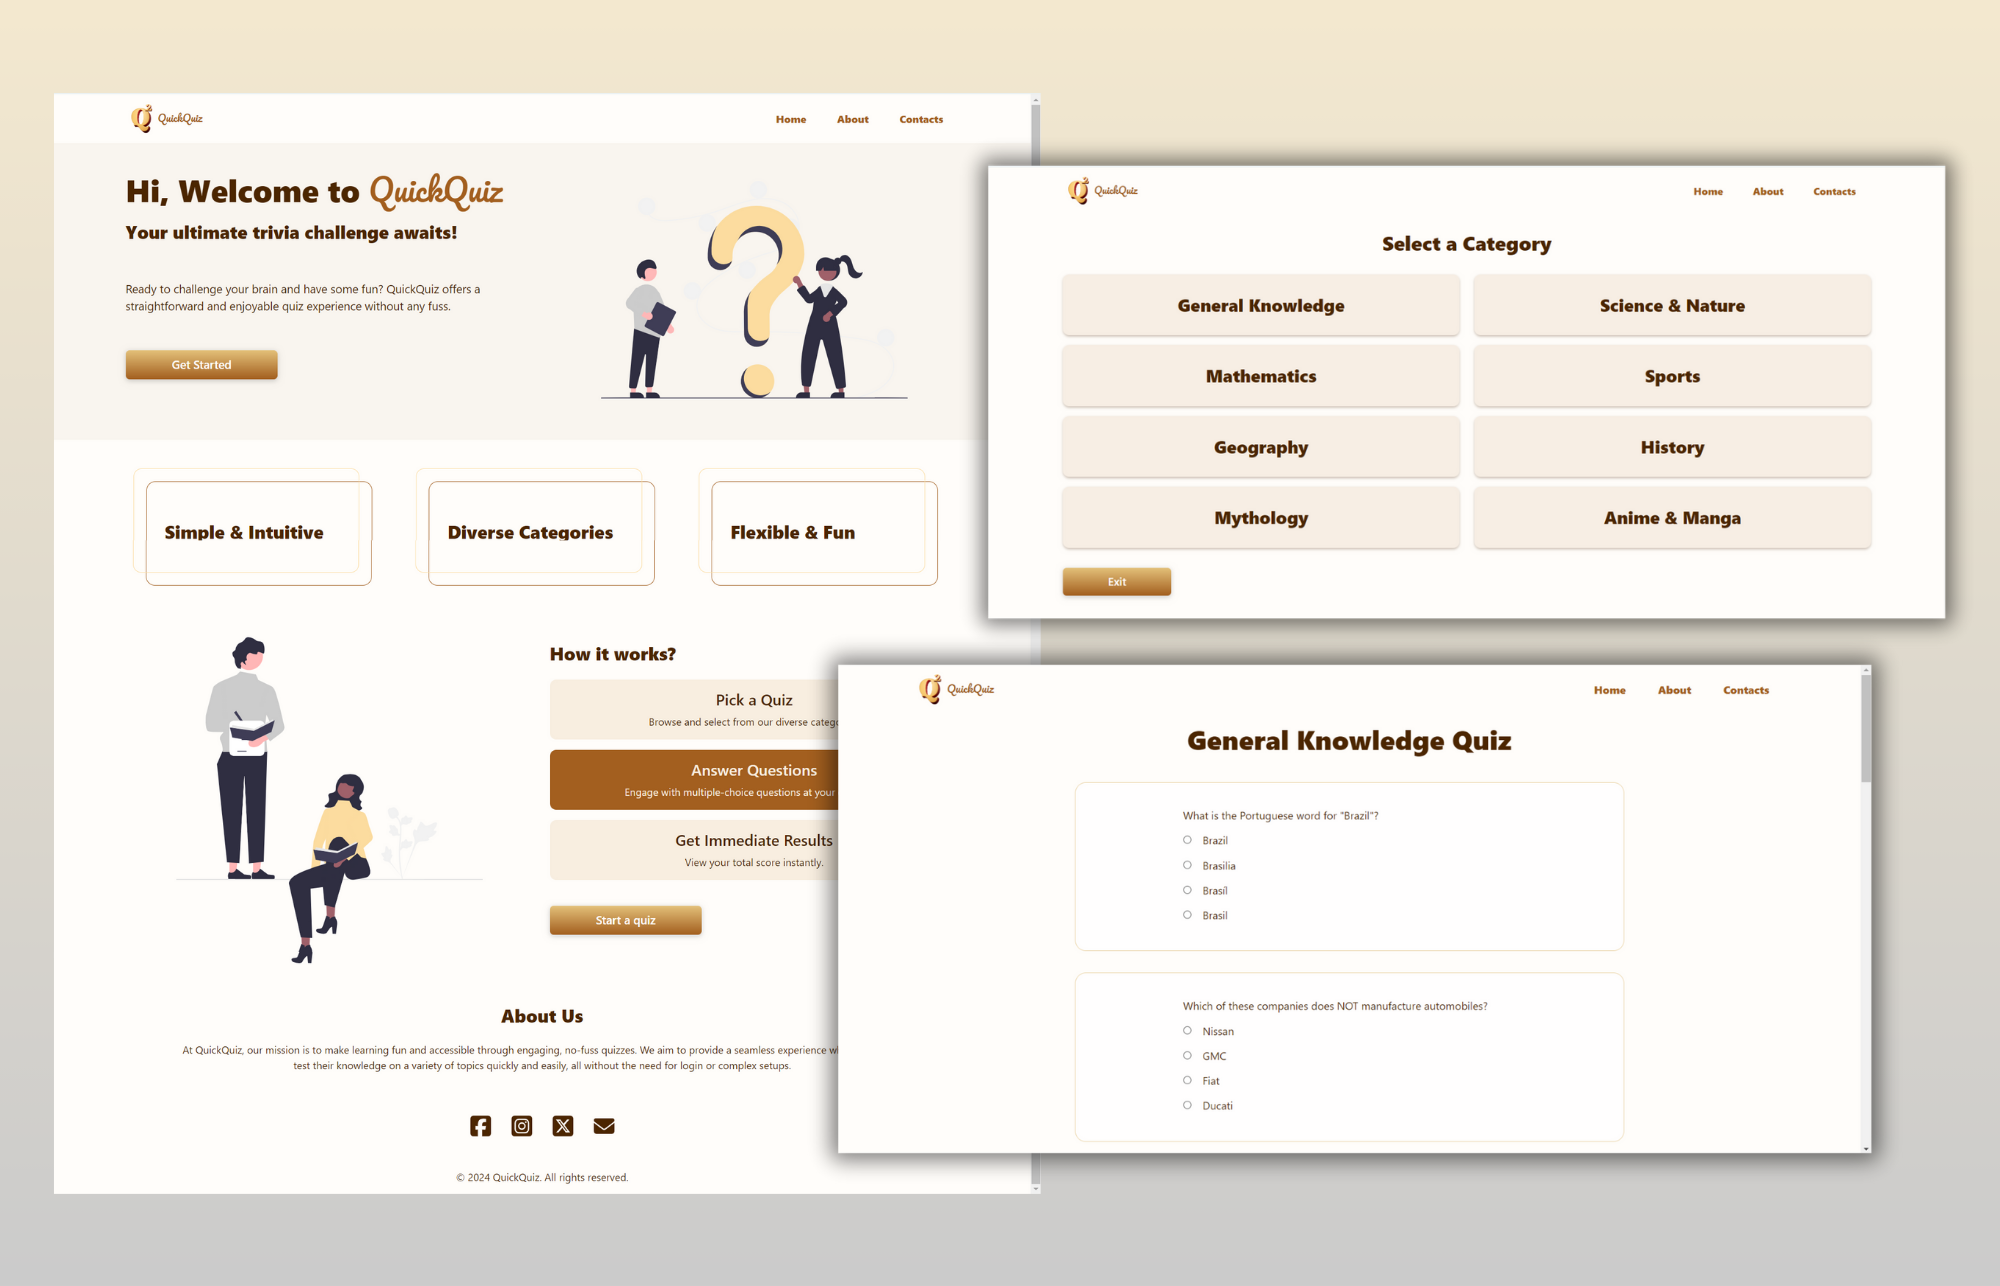 QuickQuiz
Home About Contacts
Hi, Welcome to QuickQuiz
Your ultimate trivia challenge awaits!
Ready to challenge your brain and have some fun? QuickQuiz offers a
straightforward and enjoyable quiz experience without any fuss.
Get Started
Simple & Intuitive
Diverse Categories
Flexible & Fun
How it works?
Pick a Quiz
Browse and select from our diverse
Answer Questions
Engage with multiple-choice questions at your
Get Immediate Results
View your total score instantly.
Start a quiz
About Us
At QuickQuiz, our mission is to make learning fun and accessible through engaging, no-fuss quizzes. We aim to provide a seamless experience
test their knowledge on a variety of topics quickly and easily, all without the need for login or complex setups.
© 2024 QuickQuiz. All rights reserved.
QuickQuiz
Home About Contacts
Select a Category
General Knowledge
Science & Nature
Mathematics
Sports
Geography
History
Mythology
Anime & Manga
Exit
QuickQuiz
Home About Contacts
General Knowledge Quiz
What is the Portuguese word for "Brazil"?
Brazil
Brasilia
Brasíl
Brasil
Which of these companies does NOT manufacture automobiles?
Nissan
GMC
Fiat
Ducati